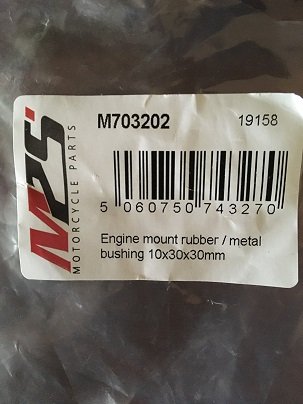 MPS
MOTORCYCLE PARTS
M703202 19158
5 060750 743270
Engine mount rubber / metal
bushing 10x30x30mm